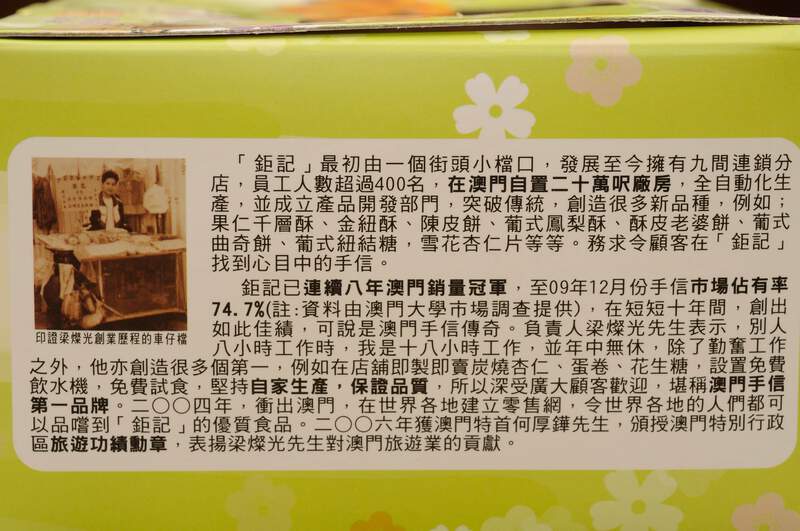 「鉅記」最初由一個街頭小檔口，發展至今擁有九間連鎖分
店，員工人數超過400名，在澳門自置二十萬呎廠房，全自動化生
產，並成立產品開發部門，突破傳統，創造很多新品種，例如；
果仁千層酥、金紐酥、陳皮餅、葡式鳳梨酥、酥皮老婆餅、葡式
曲奇餅、葡式紐結糖，雪花杏仁片等等。務求令顧客在「鉅記」
找到心目中的手信。
鉅記已連續八年澳門銷量冠軍，至09年12月份手信市場佔有率
74.7%(註:資料由澳門大學市場調查提供)，在短短十年間，創出
如此佳績，可說是澳門手信傳奇。負責人梁燦光先生表示，別人
八小時工作時，我是十八小時工作，並年中無休，除了勤奮工作
之外，他亦創造很多個第一，例如在店舖即製即賣炭燒杏仁、蛋卷、花生糖，設置免費
飲水機，免費試食，堅持自家生產，保證品質，所以深受廣大顧客歡迎，堪稱澳門手信
第一品牌。二〇〇四年，衝出澳門，在世界各地建立零售網，令世界各地的人們都可
以品嚐到「鉅記」的優質食品。二〇〇六年獲澳門特首何厚鏵先生，頒授澳門特別行政
區旅遊功績勳章，表揚梁燦光先生對澳門旅遊業的貢獻。
印證梁燦光創業歷程的車仔檔